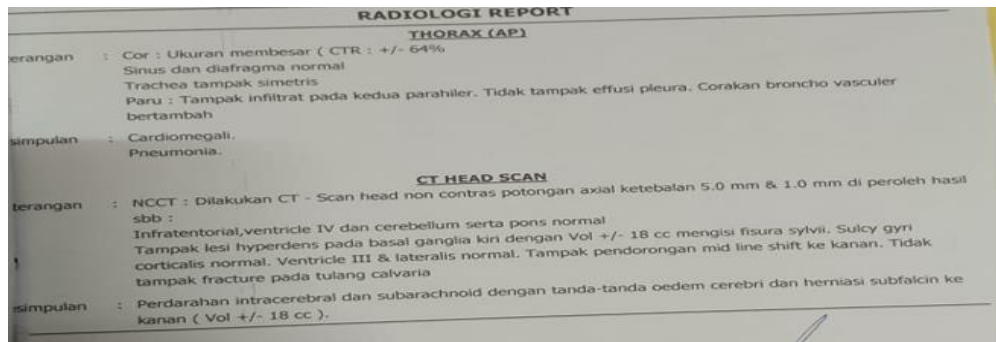 RADIOLOGI REPORT
THORAX (AP)
erangan : Cor : Ukuran membesar ( CTR : +/- 64%
Sinus dan diafragma normal
Trachea tampak simetris
Paru : Tampak infiltrat pada kedua parahiler. Tidak tampak effusi pleura. Corakan broncho vasculer
bertambah
simpulan : Cardiomegali.
Pneumonia.
CT HEAD SCAN
terangan : NCCT : Dilakukan CT - Scan head non contras potongan axial ketebalan 5.0 mm & 1.0 mm di peroleh hasil
sbb :
Infratentorial,ventricle IV dan cerebellum serta pons normal
Tampak lesi hyperdens pada basal ganglia kiri dengan Vol +/- 18 cc mengisi fisura sylvii. Sulcy gyri
corticalis normal. Ventricle III & lateralis normal. Tampak pendorongan mid line shift ke kanan. Tidak
tampak fracture pada tulang calvaria
esimpulan : Perdarahan intracerebral dan subarachnoid dengan tanda-tanda oedem cerebri dan herniasi subfalcin ke
kanan ( Vol +/- 18 cc ).